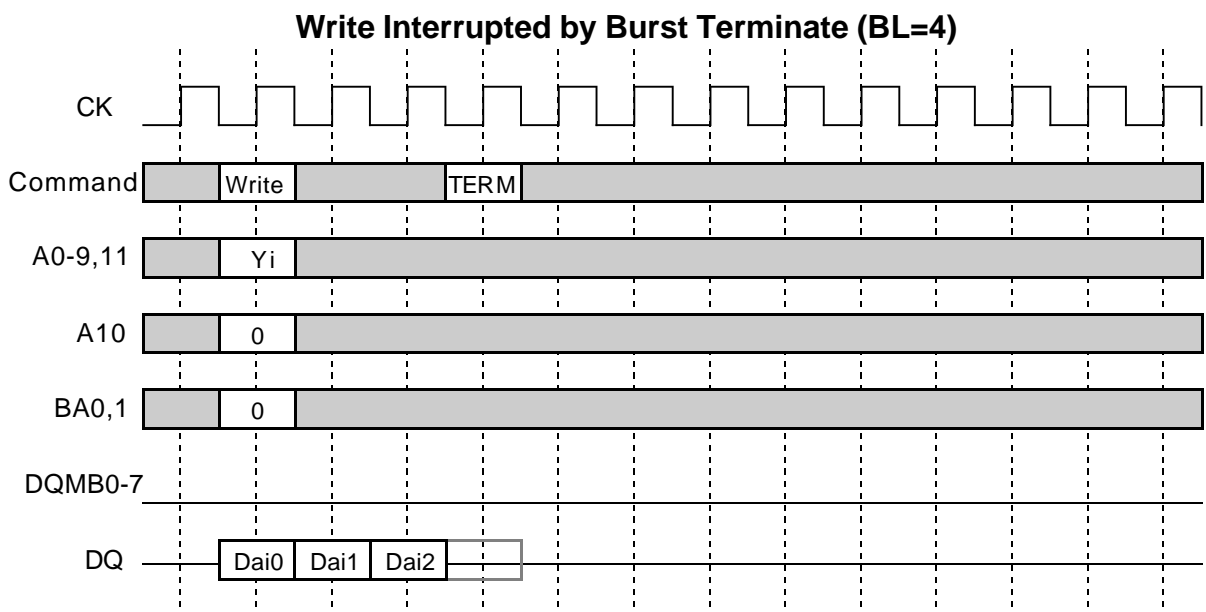 Write Interrupted by Burst Terminate (BL=4)
CK
Command Write TERM
A0-9,11 Yi
A10 0
BA0,1 0
DQMB0-7
DQ Dai0 Dai1 Dai2